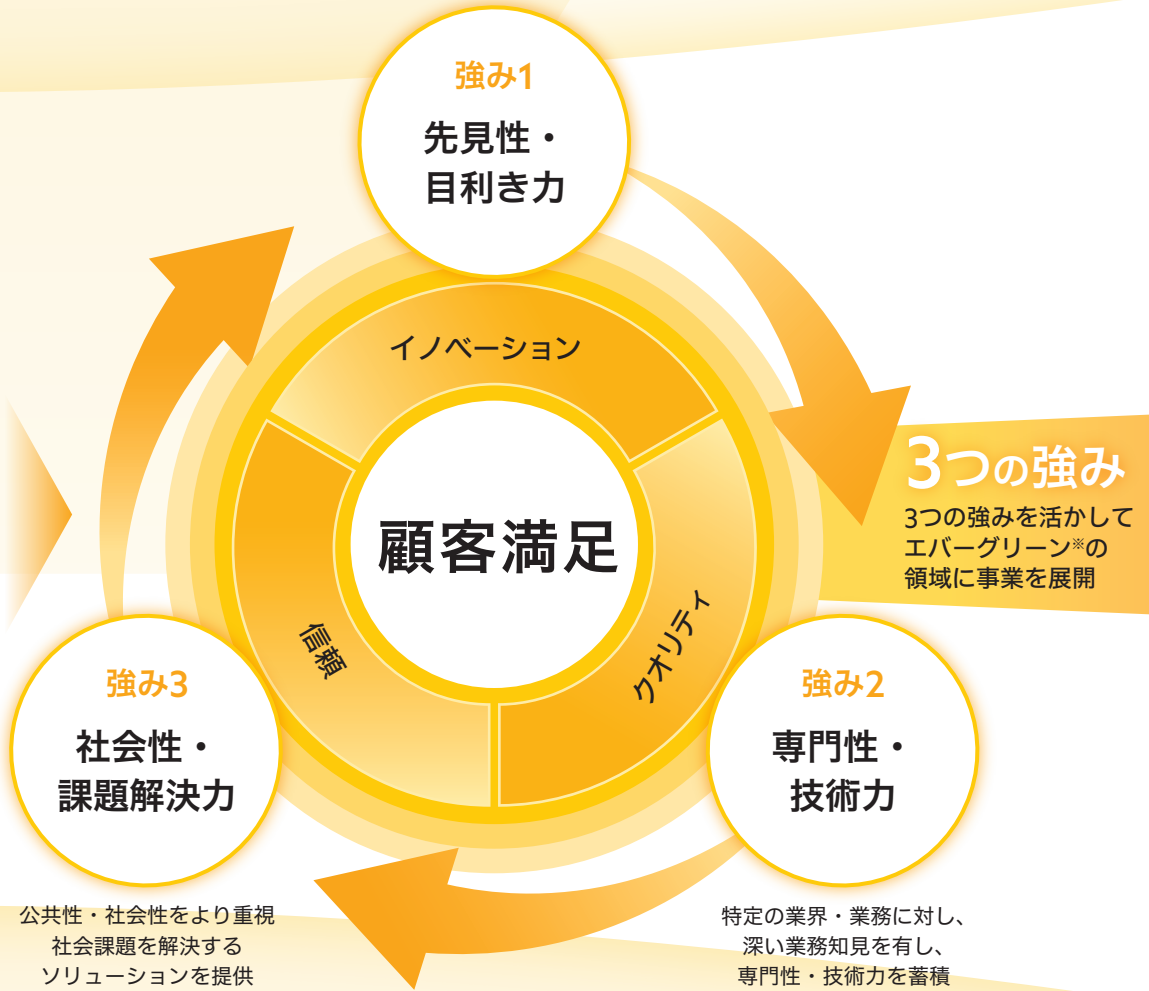 強み1
先見性・
目利き力
イノベーション
顧客満足
信頼
クオリティ
3つの強み
3つの強みを活かして
エバーグリーン※の
領域に事業を展開
強み3
社会性・
課題解決力
公共性・社会性をより重視
社会課題を解決する
ソリューションを提供
強み2
専門性・
技術力
特定の業界・業務に対し、
深い業務知見を有し、
専門性・技術力を蓄積